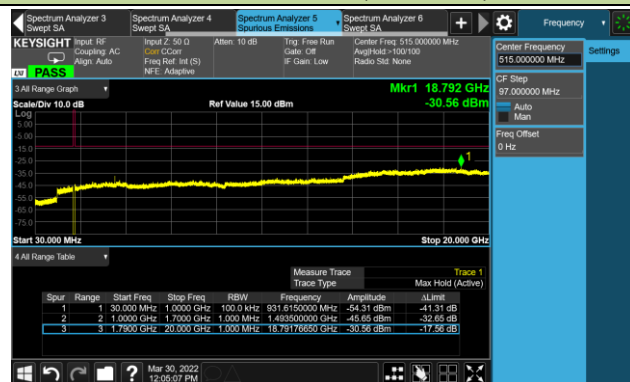 Spectrum Analyzer 3
Swept SA
Spectrum Analyzer 4
Swept SA
Spectrum Analyzer 5
Spurious Emissions
Spectrum Analyzer 6
Swept SA
+
Frequency
KEYSIGHT
Input: RF
Coupling: AC
Align: Auto
Input Z: 50 Ω
Corr CCorr
Freq Ref: Int (S)
NFE: Adaptive
Atten: 10 dB
Trig: Free Run
Gate: Off
IF Gain: Low
Center Freq: 515.000000 MHz
Avg|Hold:>100/100
Radio Std: None
LXI PASS
Center Frequency
515.000000 MHz
Settings
CF Step
97.000000 MHz
Auto
Man
Freq Offset
0 Hz
3 All Range Graph
Mkr1 18.792 GHz
Scale/Div 10.0 dB
Ref Value 15.00 dBm
-30.56 dBm
Log
5.00
-5.00
-15.0
-25.0
-35.0
-45.0
-55.0
-65.0
-75.0
1
Start 30.000 MHz
Stop 20.000 GHz
4 All Range Table
Measure Trace Trace 1
Trace Type Max Hold (Active)
Spur Range Start Freq Stop Freq RBW Frequency Amplitude ΔLimit
1 1 30.000 MHz 1.0000 GHz 100.0 kHz 931.6150000 MHz -54.31 dBm -41.31 dB
2 2 1.0000 GHz 1.7000 GHz 1.000 MHz 1.493500000 GHz -45.65 dBm -32.65 dB
3 3 1.7900 GHz 20.000 GHz 1.000 MHz 18.79176650 GHz -30.56 dBm -17.56 dB
?
Mar 30, 2022
12:05:07 PM